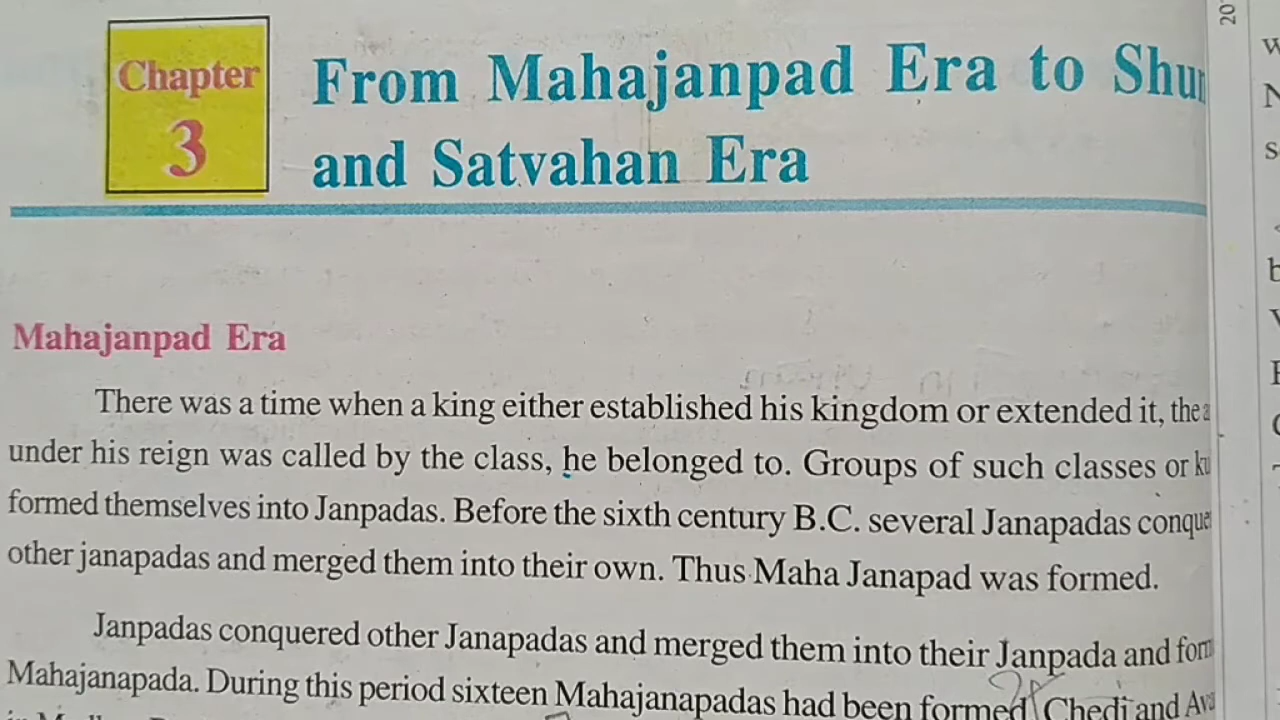 Chapter
3
From Mahajanpad Era to
and Satvahan Era
Mahajanpad Era
There was a time when a king either established his kingdom or extended it,
under his reign was called by the class, he belonged to. Groups of such classes or
formed themselves into Janpadas. Before the sixth century B.C. several Janapadas
other janapadas and merged them into their own. Thus Maha Janapad was formed.
Janpadas conquered other Janapadas and merged them into their Janpada and
Mahajanapada. During this period sixteen Mahajanapadas had been formed Chedi and